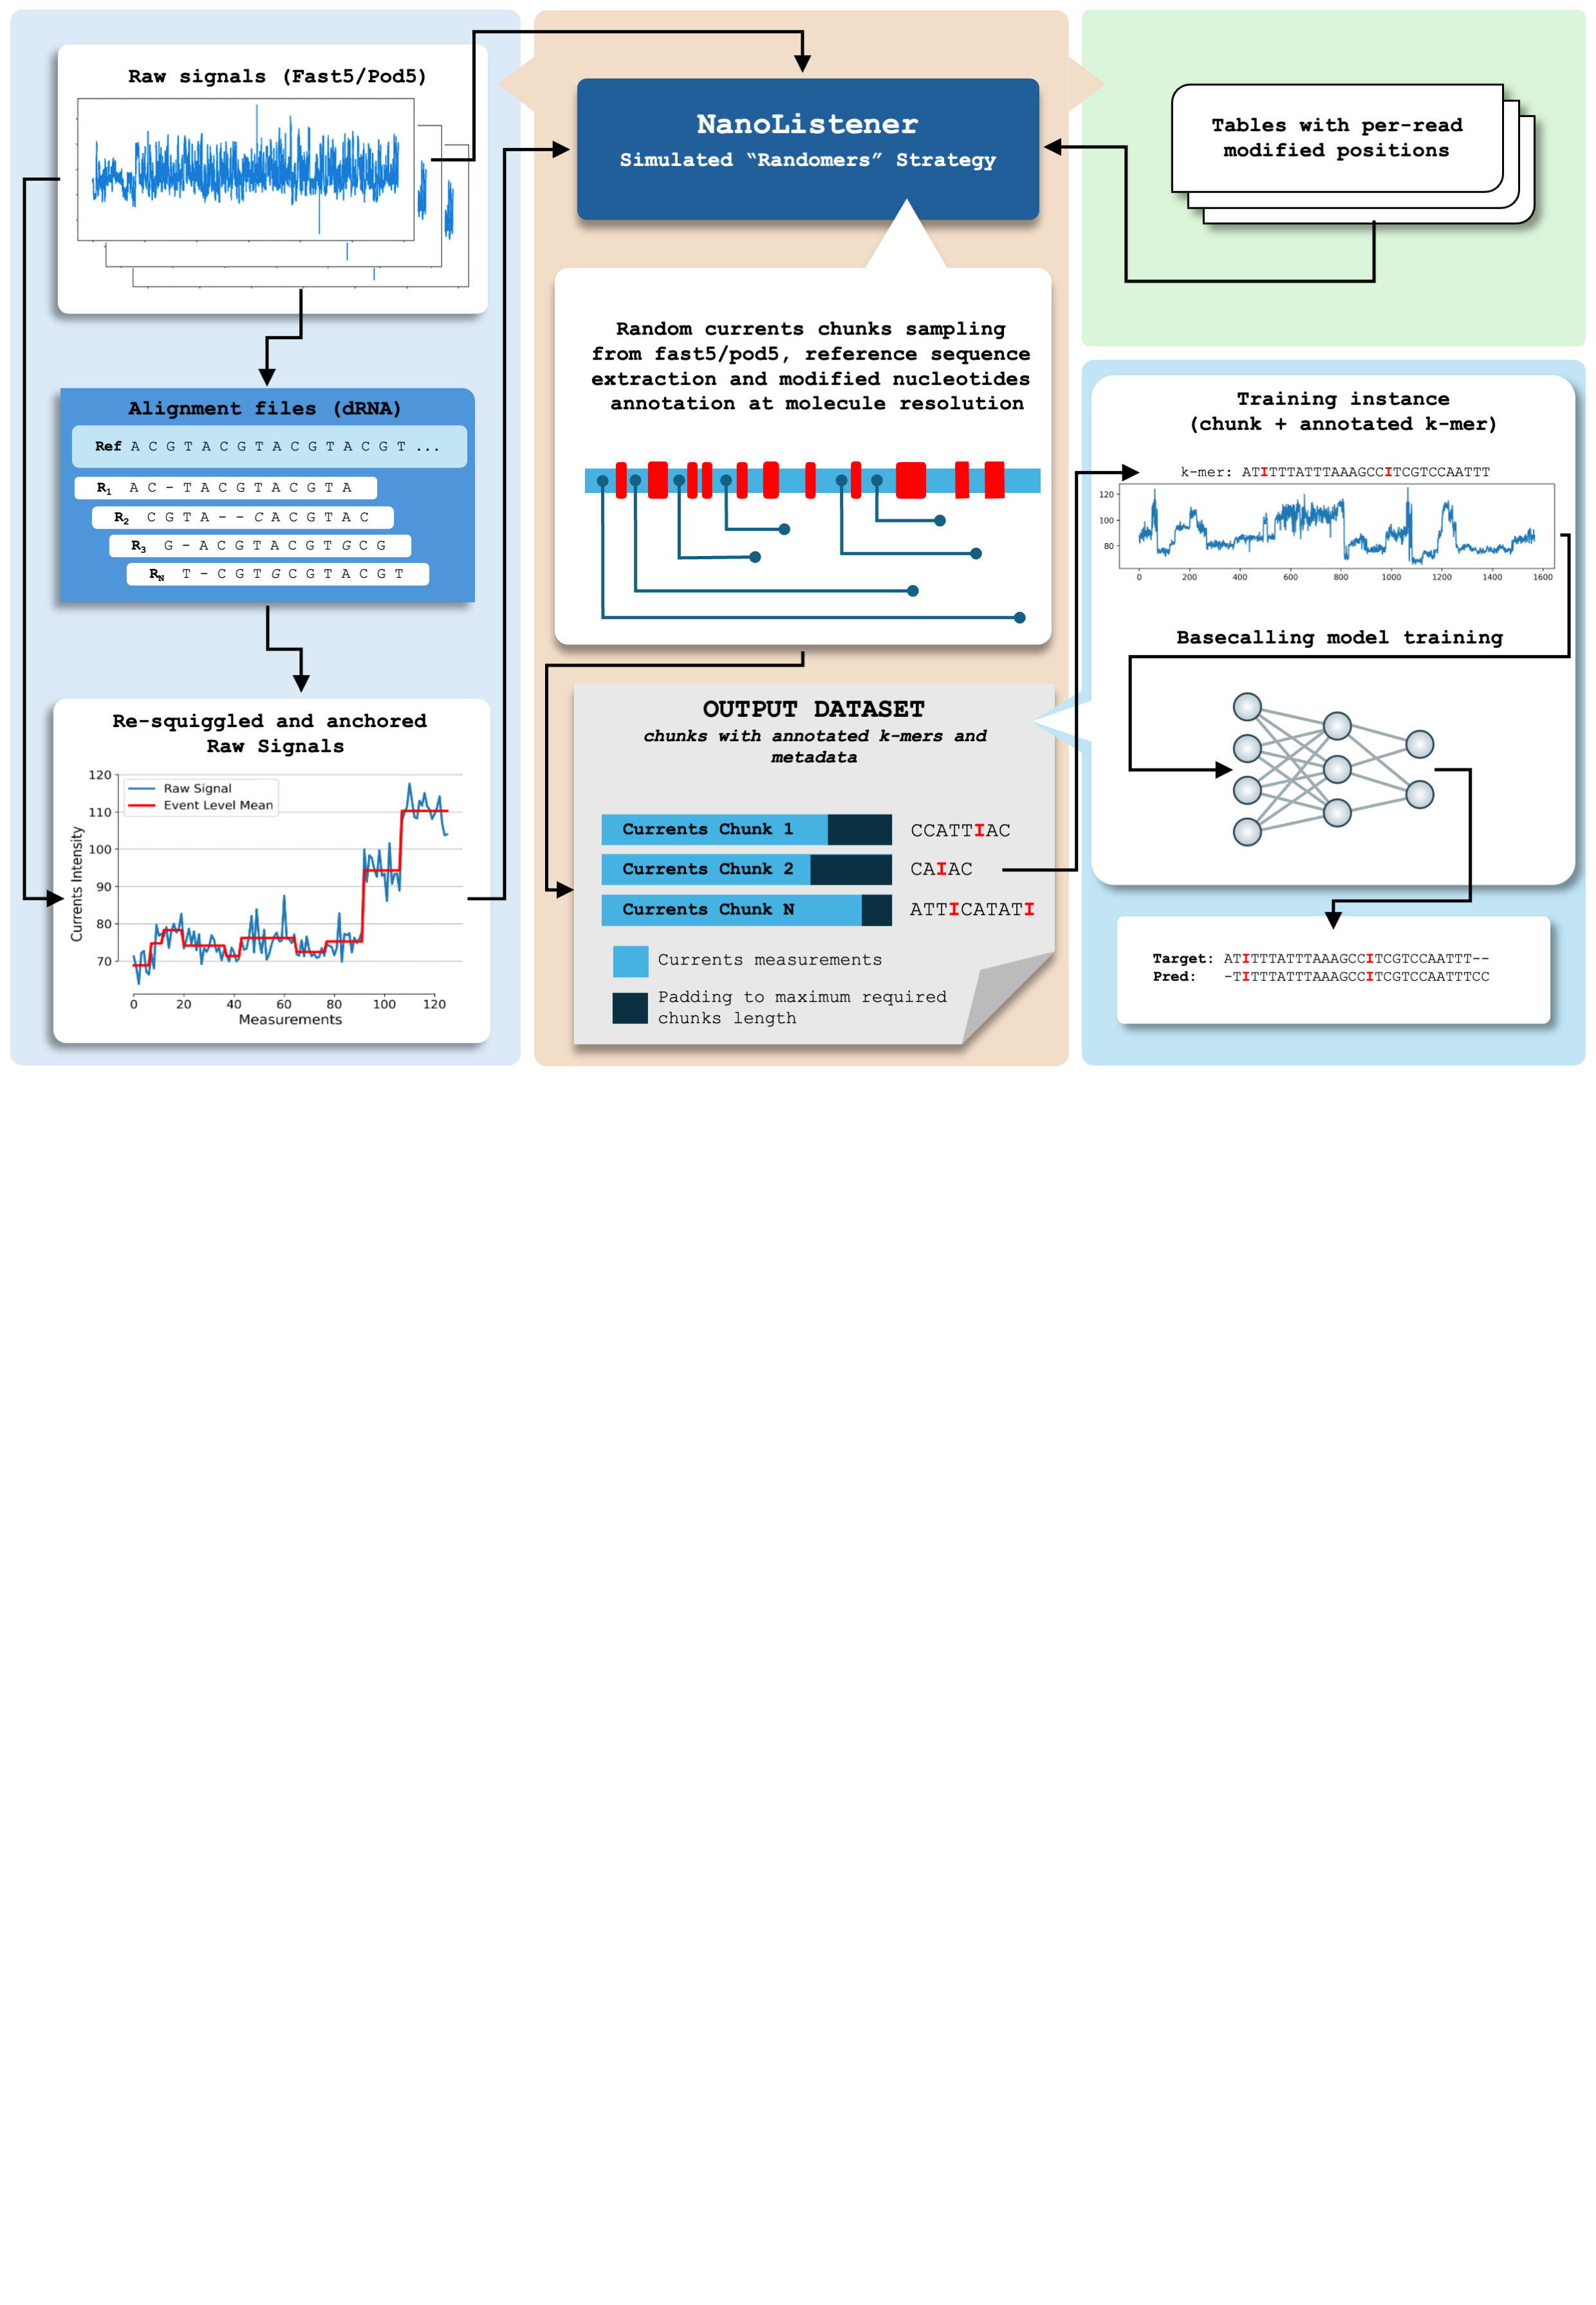 Raw signals (Fast5/Pod5)
Alignment files (dRNA)
Ref A C G T A C G T A C G T A C G T ...
R1 A C - T A C G T A C G T A
R2 C G T A - - C A C G T A C
R3 G - A C G T A C G T G C G
RN T - C G T G C G T A C G T
Re-squiggled and anchored
Raw Signals
Raw Signal
Event Level Mean
Currents Intensity
120
110
100
90
80
70
0 20 40 60 80 100 120
Measurements
NanoListener
Simulated “Randomers” Strategy
Random currents chunks sampling
from fast5/pod5, reference sequence
extraction and modified nucleotides
annotation at molecule resolution
OUTPUT DATASET
chunks with annotated k-mers and
metadata
Currents Chunk 1 CCATTIAC
Currents Chunk 2 CAIAC
Currents Chunk N ATTICATATI
Currents measurements
Padding to maximum required
chunks length
Tables with per-read
modified positions
Training instance
(chunk + annotated k-mer)
k-mer: ATITTTATTTAAAGCCITCGTCCAATTT
120
100
80
0 200 400 600 800 1000 1200 1400 1600
Basecalling model training
Target: ATITTTATTTAAAGCCITCGTCCAATTT--
Pred: -TITTTATTTAAAGCCITCGTCCAATTTCC